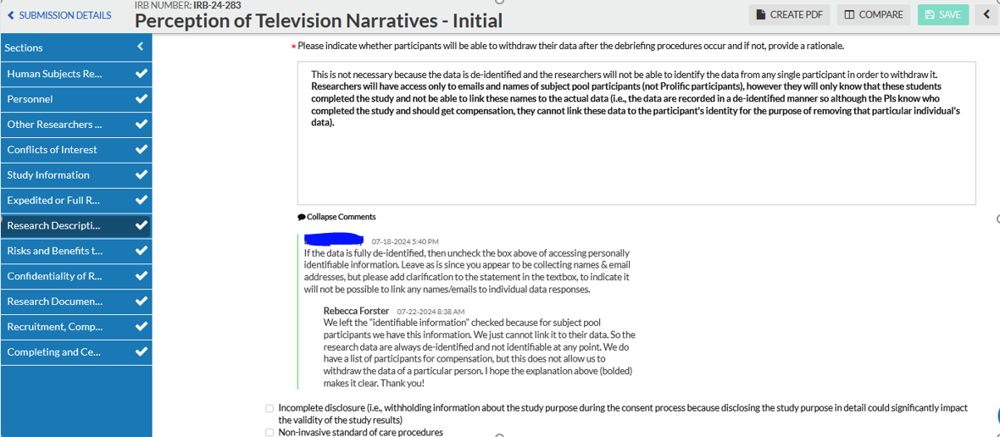 SUBMISSION DETAILS
IRB NUMBER: IRB-24-283
Perception of Television Narratives - Initial
CREATE PDF
COMPARE
SAVE
Sections
Human Subjects Re...
Personnel
Other Researchers ...
Conflicts of Interest
Study Information
Expedited or Full R...
Research Descripti...
Risks and Benefits t...
Confidentiality of R...
Research Documen...
Recruitment, Comp...
Completing and Ce...
* Please indicate whether participants will be able to withdraw their data after the debriefing procedures occur and if not, provide a rationale.
This is not necessary because the data is de-identified and the researchers will not be able to identify the data from any single participant in order to withdraw it.
Researchers will have access only to emails and names of subject pool participants (not Prolific participants), however they will only know that these students
completed the study and not be able to link these names to the actual data (i.e., the data are recorded in a de-identified manner so although the PIs know who
completed the study and should get compensation, they cannot link these data to the participant's identity for the purpose of removing that particular individual's
data).
Collapse Comments
07-18-2024 5:40 PM
If the data is fully de-identified, then uncheck the box above of accessing personally
identifiable information. Leave as is since you appear to be collecting names & email
addresses, but please add clarification to the statement in the textbox, to indicate it
will not be possible to link any names/emails to individual data responses.
Rebecca Forster 07-22-2024 8:38 AM
We left the "identifiable information" checked because for subject pool
participants we have this information. We just cannot link it to their data. So the
research data are always de-identified and not identifiable at any point. We do
have a list of participants for compensation, but this does not allow us to
withdraw the data of a particular person. I hope the explanation above (bolded)
makes it clear. Thank you!
Incomplete disclosure (i.e., withholding information about the study purpose during the consent process because disclosing the study purpose in detail could significantly impact
the validity of the study results)
Non-invasive standard of care procedures